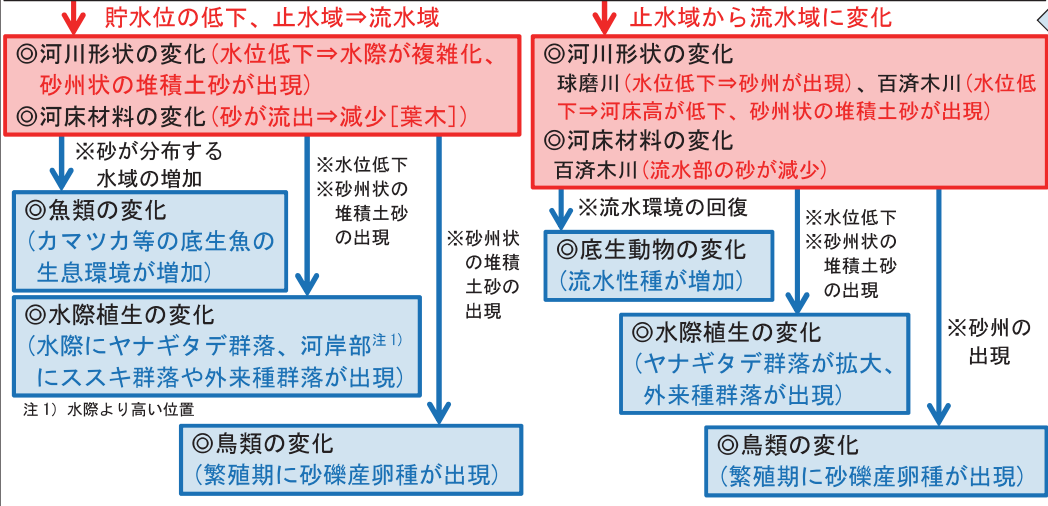 貯水位の低下、止水域⇒流水域
◎河川形状の変化(水位低下⇒水際が複雑化、
砂州状の堆積土砂が出現)
◎河床材料の変化(砂が流出⇒減少[葉木])
※砂が分布する
水域の増加
◎魚類の変化
(カマツカ等の底生魚の
生息環境が増加)
※水位低下
※砂州状の
堆積土砂
の出現
◎水際植生の変化
(水際にヤナギタデ群落、河岸部注1)
にススキ群落や外来種群落が出現)
注1) 水際より高い位置
※砂州状
の堆積
土砂の
出現
◎鳥類の変化
(繁殖期に砂礫産卵種が出現)
止水域から流水域に変化
◎河川形状の変化
球磨川(水位低下⇒砂州が出現)、百済木川(水位低
下⇒河床高が低下、砂州状の堆積土砂が出現)
◎河床材料の変化
百済木川(流水部の砂が減少)
※流水環境の回復
◎底生動物の変化
(流水性種が増加)
※水位低下
※砂州状の
堆積土砂
の出現
◎水際植生の変化
(ヤナギタデ群落が拡大、
外来種群落が出現)
※砂州の
出現
◎鳥類の変化
(繁殖期に砂礫産卵種が出現)